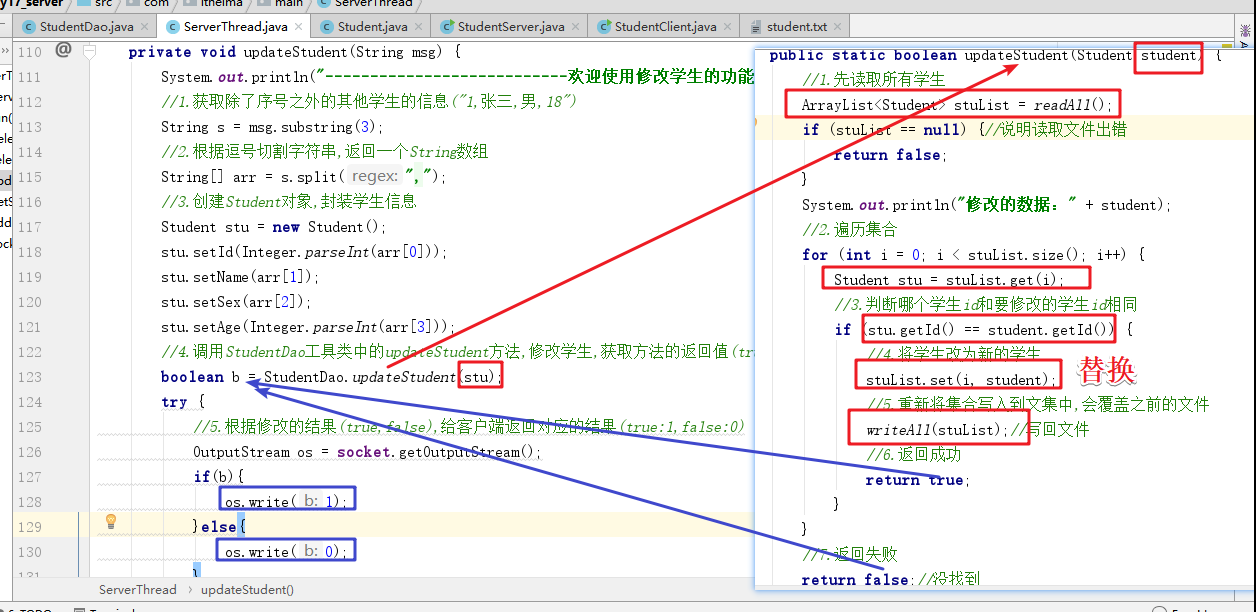 y17_server src com itheima main ServerThread
StudentDao.java × ServerThread.java × Student.java × StudentServer.java × StudentClient.java × student.txt ×
110 @ private void updateStudent(String msg) {
111 System.out.println("---------------------------欢迎使用修改学生的功能
112 //1.获取除了序号之外的其他学生的信息("1,张三,男,18")
113 String s = msg.substring(3);
114 //2.根据逗号切割字符串,返回一个String数组
115 String[] arr = s.split( regex: ",");
116 //3.创建Student对象,封装学生信息
117 Student stu = new Student();
118 stu.setId(Integer.parseInt(arr[0]));
119 stu.setName(arr[1]);
120 stu.setSex(arr[2]);
121 stu.setAge(Integer.parseInt(arr[3]));
122 //4.调用StudentDao工具类中的updateStudent方法,修改学生,获取方法的返回值(tr
123 boolean b = StudentDao.updateStudent(stu);
124 try {
125 //5.根据修改的结果(true,false),给客户端返回对应的结果(true:1,false:0)
126 OutputStream os = socket.getOutputStream();
127 if(b){
128 os.write( b: 1);
129 }else{
130 os.write( b: 0);
131 }
public static boolean updateStudent(Student student) {
//1.先读取所有学生
ArrayList<Student> stuList = readAll();
if (stuList == null) {//说明读取文件出错
return false;
}
System.out.println("修改的数据：" + student);
//2.遍历集合
for (int i = 0; i < stuList.size(); i++) {
Student stu = stuList.get(i);
//3.判断哪个学生id和要修改的学生id相同
if (stu.getId() == student.getId()) {
//4.将学生改为新的学生
stuList.set(i, student); 替换
//5.重新将集合写入到文集中,会覆盖之前的文件
writeAll(stuList);//写回文件
//6.返回成功
return true;
}
}
//7.返回失败
return false;//没找到
ServerThread › updateStudent()